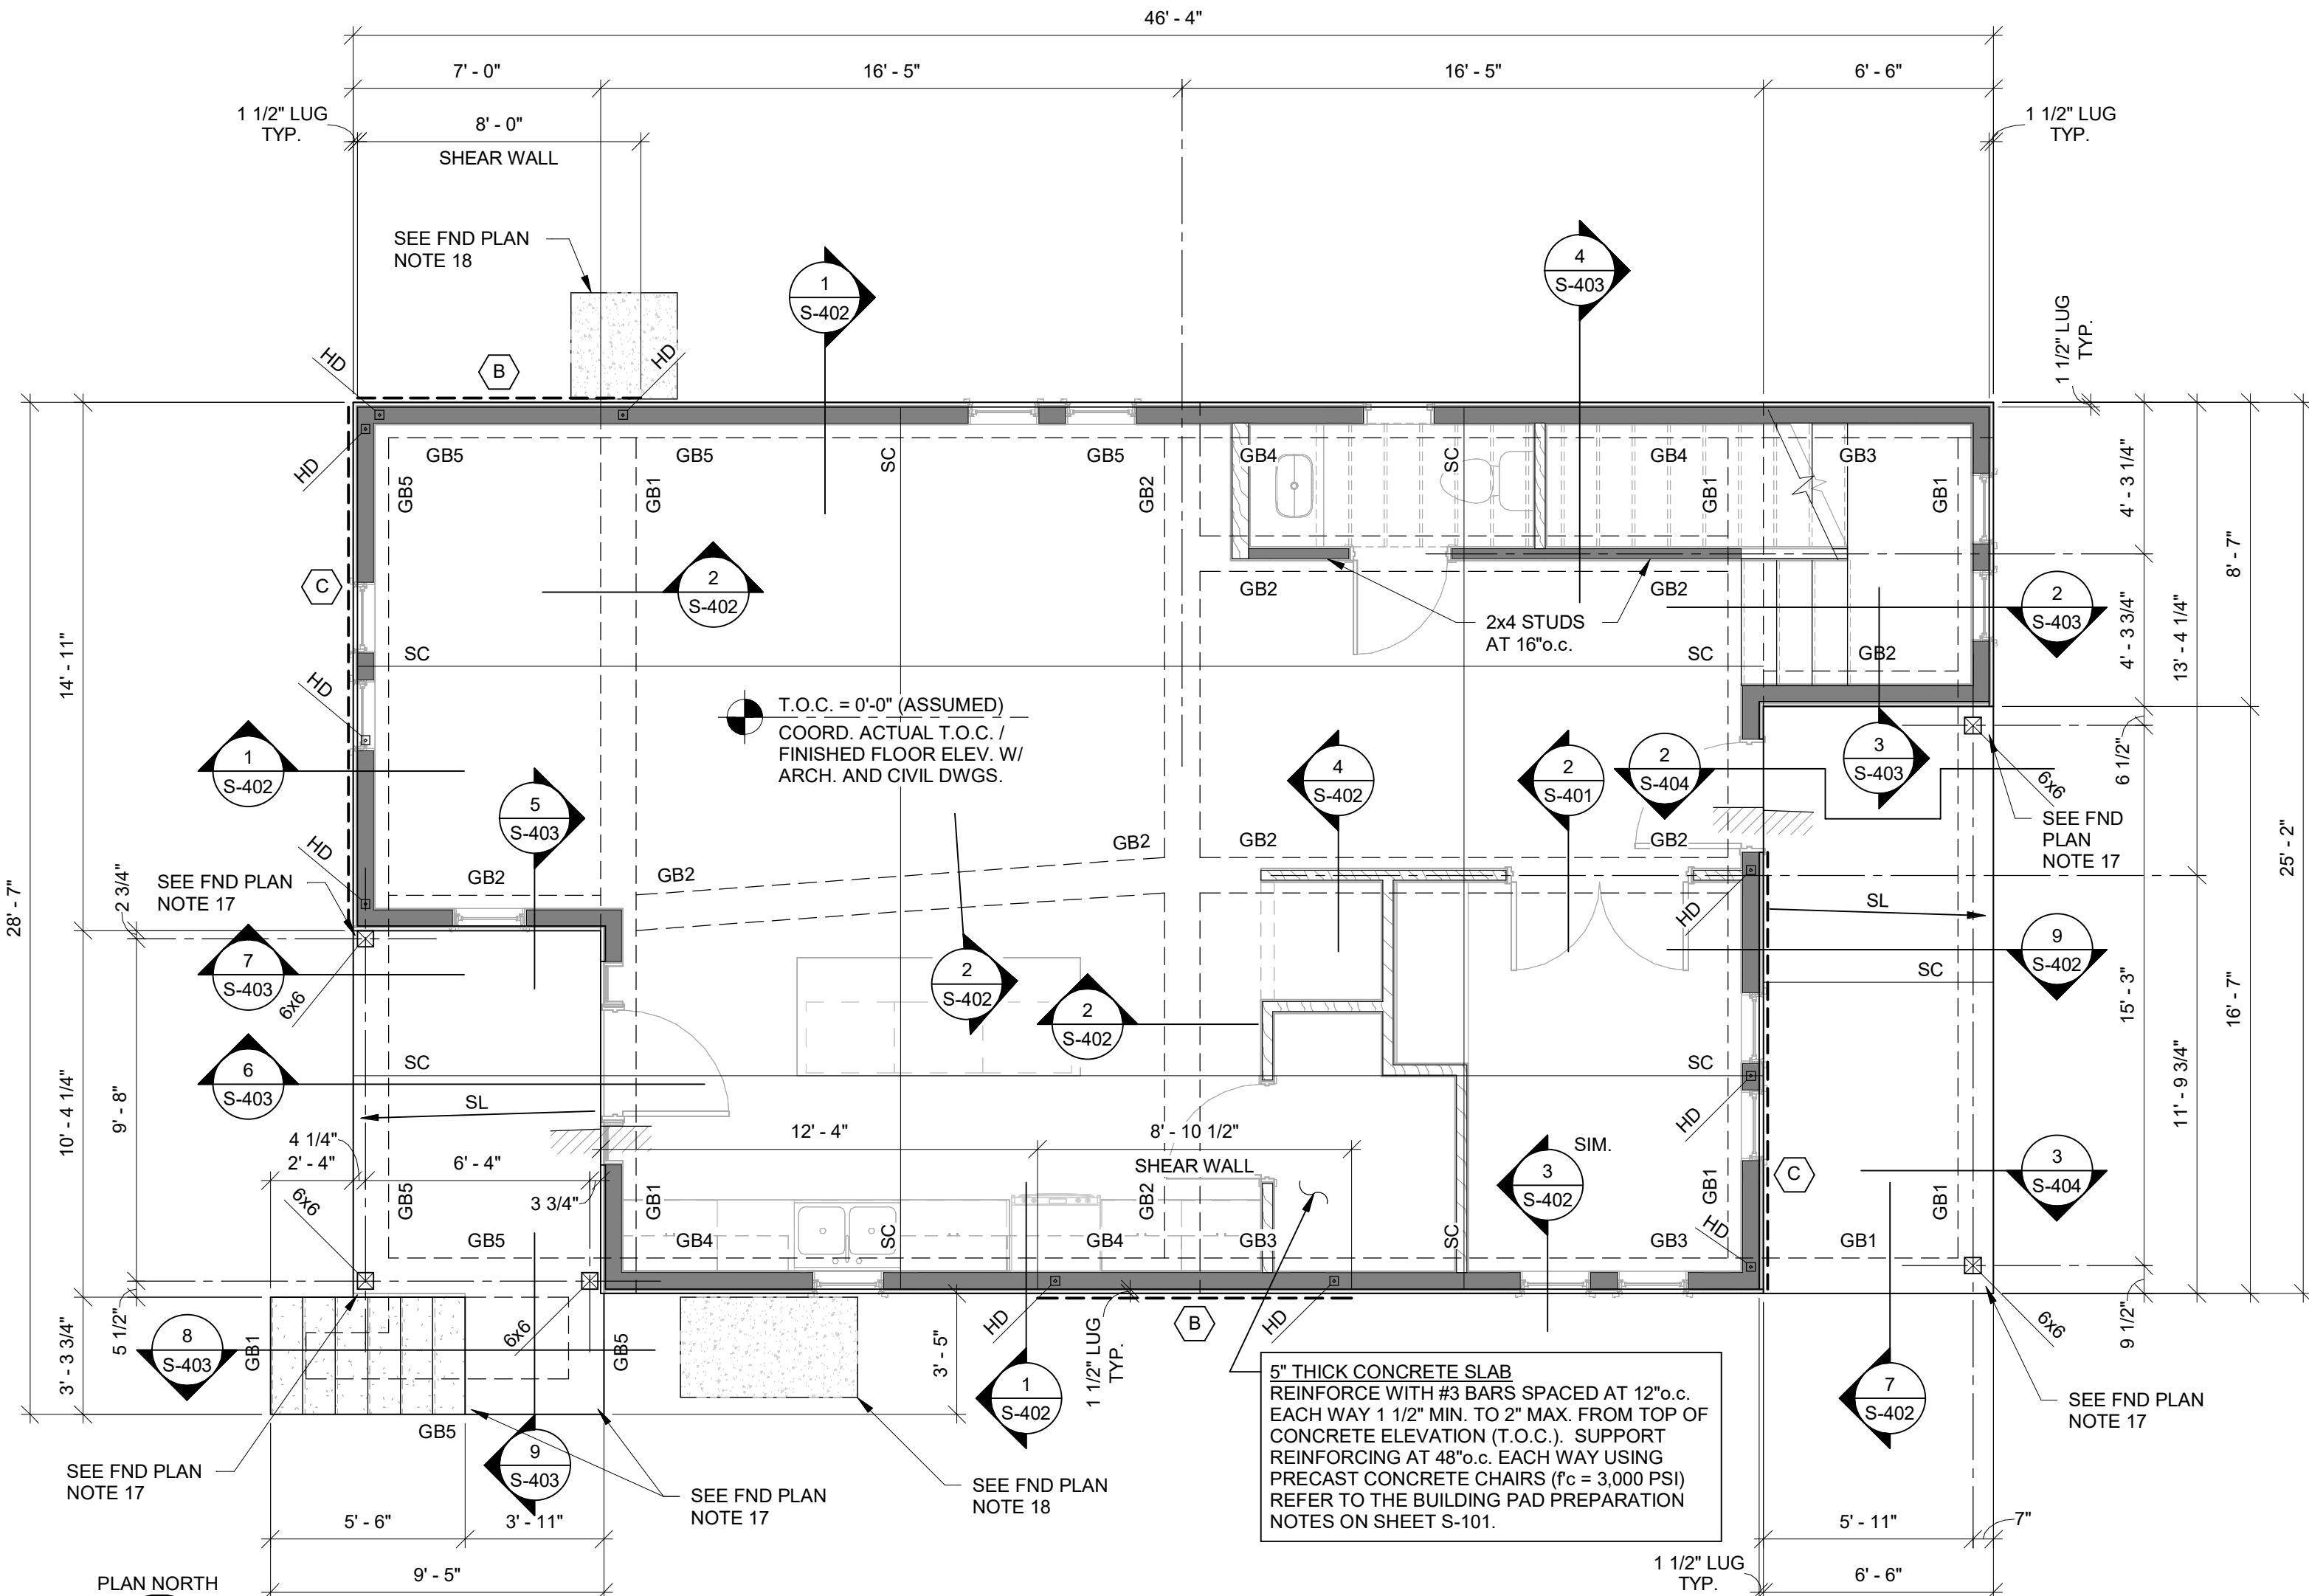 46' - 4"
7' - 0"
16' - 5"
16' - 5"
6' - 6"
1 1/2" LUG
TYP.
8' - 0"
SHEAR WALL
1 1/2" LUG
TYP.
SEE FND PLAN
NOTE 18
1
S-402
4
S-403
1 1/2" LUG
TYP.
HD
B
HD
HD
GB5
GB5
SC
GB5
GB4
SC
GB4
GB3
GB5
GB1
GB2
GB1
GB1
4' - 3 1/4"
8' - 7"
C
2
S-402
GB2
GB2
2x4 STUDS
AT 16"o.c.
2
S-403
4' - 3 3/4"
13' - 4 1/4"
14' - 11"
SC
SC
GB2
HD
T.O.C. = 0'-0" (ASSUMED)
COORD. ACTUAL T.O.C. /
FINISHED FLOOR ELEV. W/
ARCH. AND CIVIL DWGS.
1
S-402
5
S-403
4
S-402
2
S-401
2
S-404
3
S-403
6x6
6 1/2"
SEE FND
PLAN
NOTE 17
25' - 2"
HD
GB2
GB2
GB2
GB2
GB2
28' - 7"
2 3/4"
SEE FND PLAN
NOTE 17
HD
SL
7
S-403
6x6
2
S-402
2
S-402
9
S-402
SC
15' - 3"
16' - 7"
6
S-403
SC
SC
10' - 4 1/4"
9' - 8"
SL
HD
11' - 9 3/4"
4 1/4"
2' - 4"
6' - 4"
12' - 4"
8' - 10 1/2"
SHEAR WALL
SIM.
3
S-402
C
3
S-404
6x6
GB5
3 3/4"
GB1
GB2
GB1
GB1
GB5
GB4
SC
GB4
GB3
SC
GB3
HD
GB1
5 1/2"
3' - 3 3/4"
8
S-403
GB1
6x6
GB5
3' - 5"
HD
1 1/2" LUG
TYP.
B
HD
6x6
9 1/2"
1
S-402
7
S-402
5" THICK CONCRETE SLAB
REINFORCE WITH #3 BARS SPACED AT 12"o.c.
EACH WAY 1 1/2" MIN. TO 2" MAX. FROM TOP OF
CONCRETE ELEVATION (T.O.C.). SUPPORT
REINFORCING AT 48"o.c. EACH WAY USING
PRECAST CONCRETE CHAIRS (f'c = 3,000 PSI)
REFER TO THE BUILDING PAD PREPARATION
NOTES ON SHEET S-101.
SEE FND PLAN
NOTE 17
GB5
9
S-403
SEE FND PLAN
NOTE 17
SEE FND PLAN
NOTE 17
SEE FND PLAN
NOTE 18
5' - 6"
3' - 11"
5' - 11"
7"
9' - 5"
1 1/2" LUG
TYP.
6' - 6"
PLAN NORTH